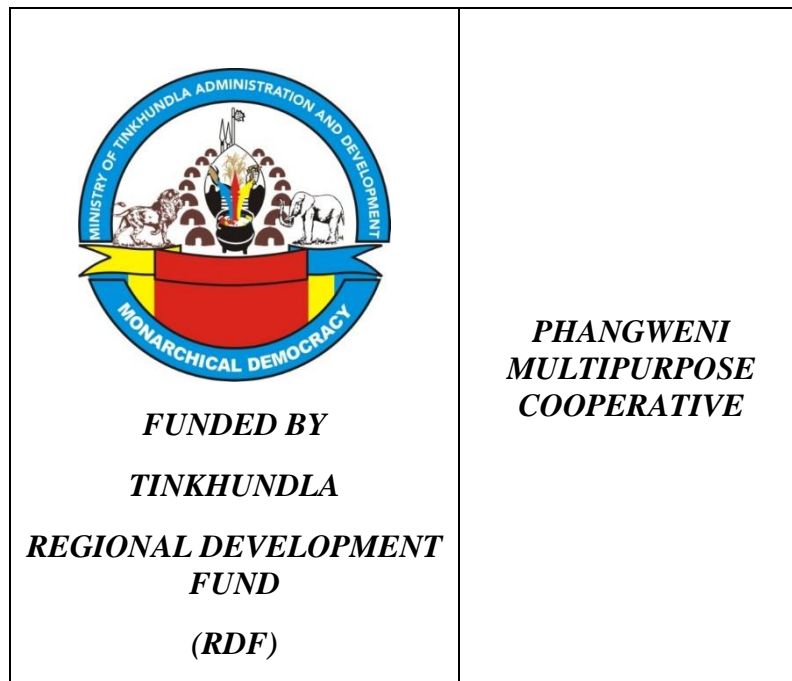 MINISTRY OF TINKHUNDLA ADMINISTRATION AND DEVELOPMENT
MONARCHICAL DEMOCRACY
FUNDED BY
TINKHUNDLA
REGIONAL DEVELOPMENT
FUND
(RDF)
PHANGWENI
MULTIPURPOSE
COOPERATIVE